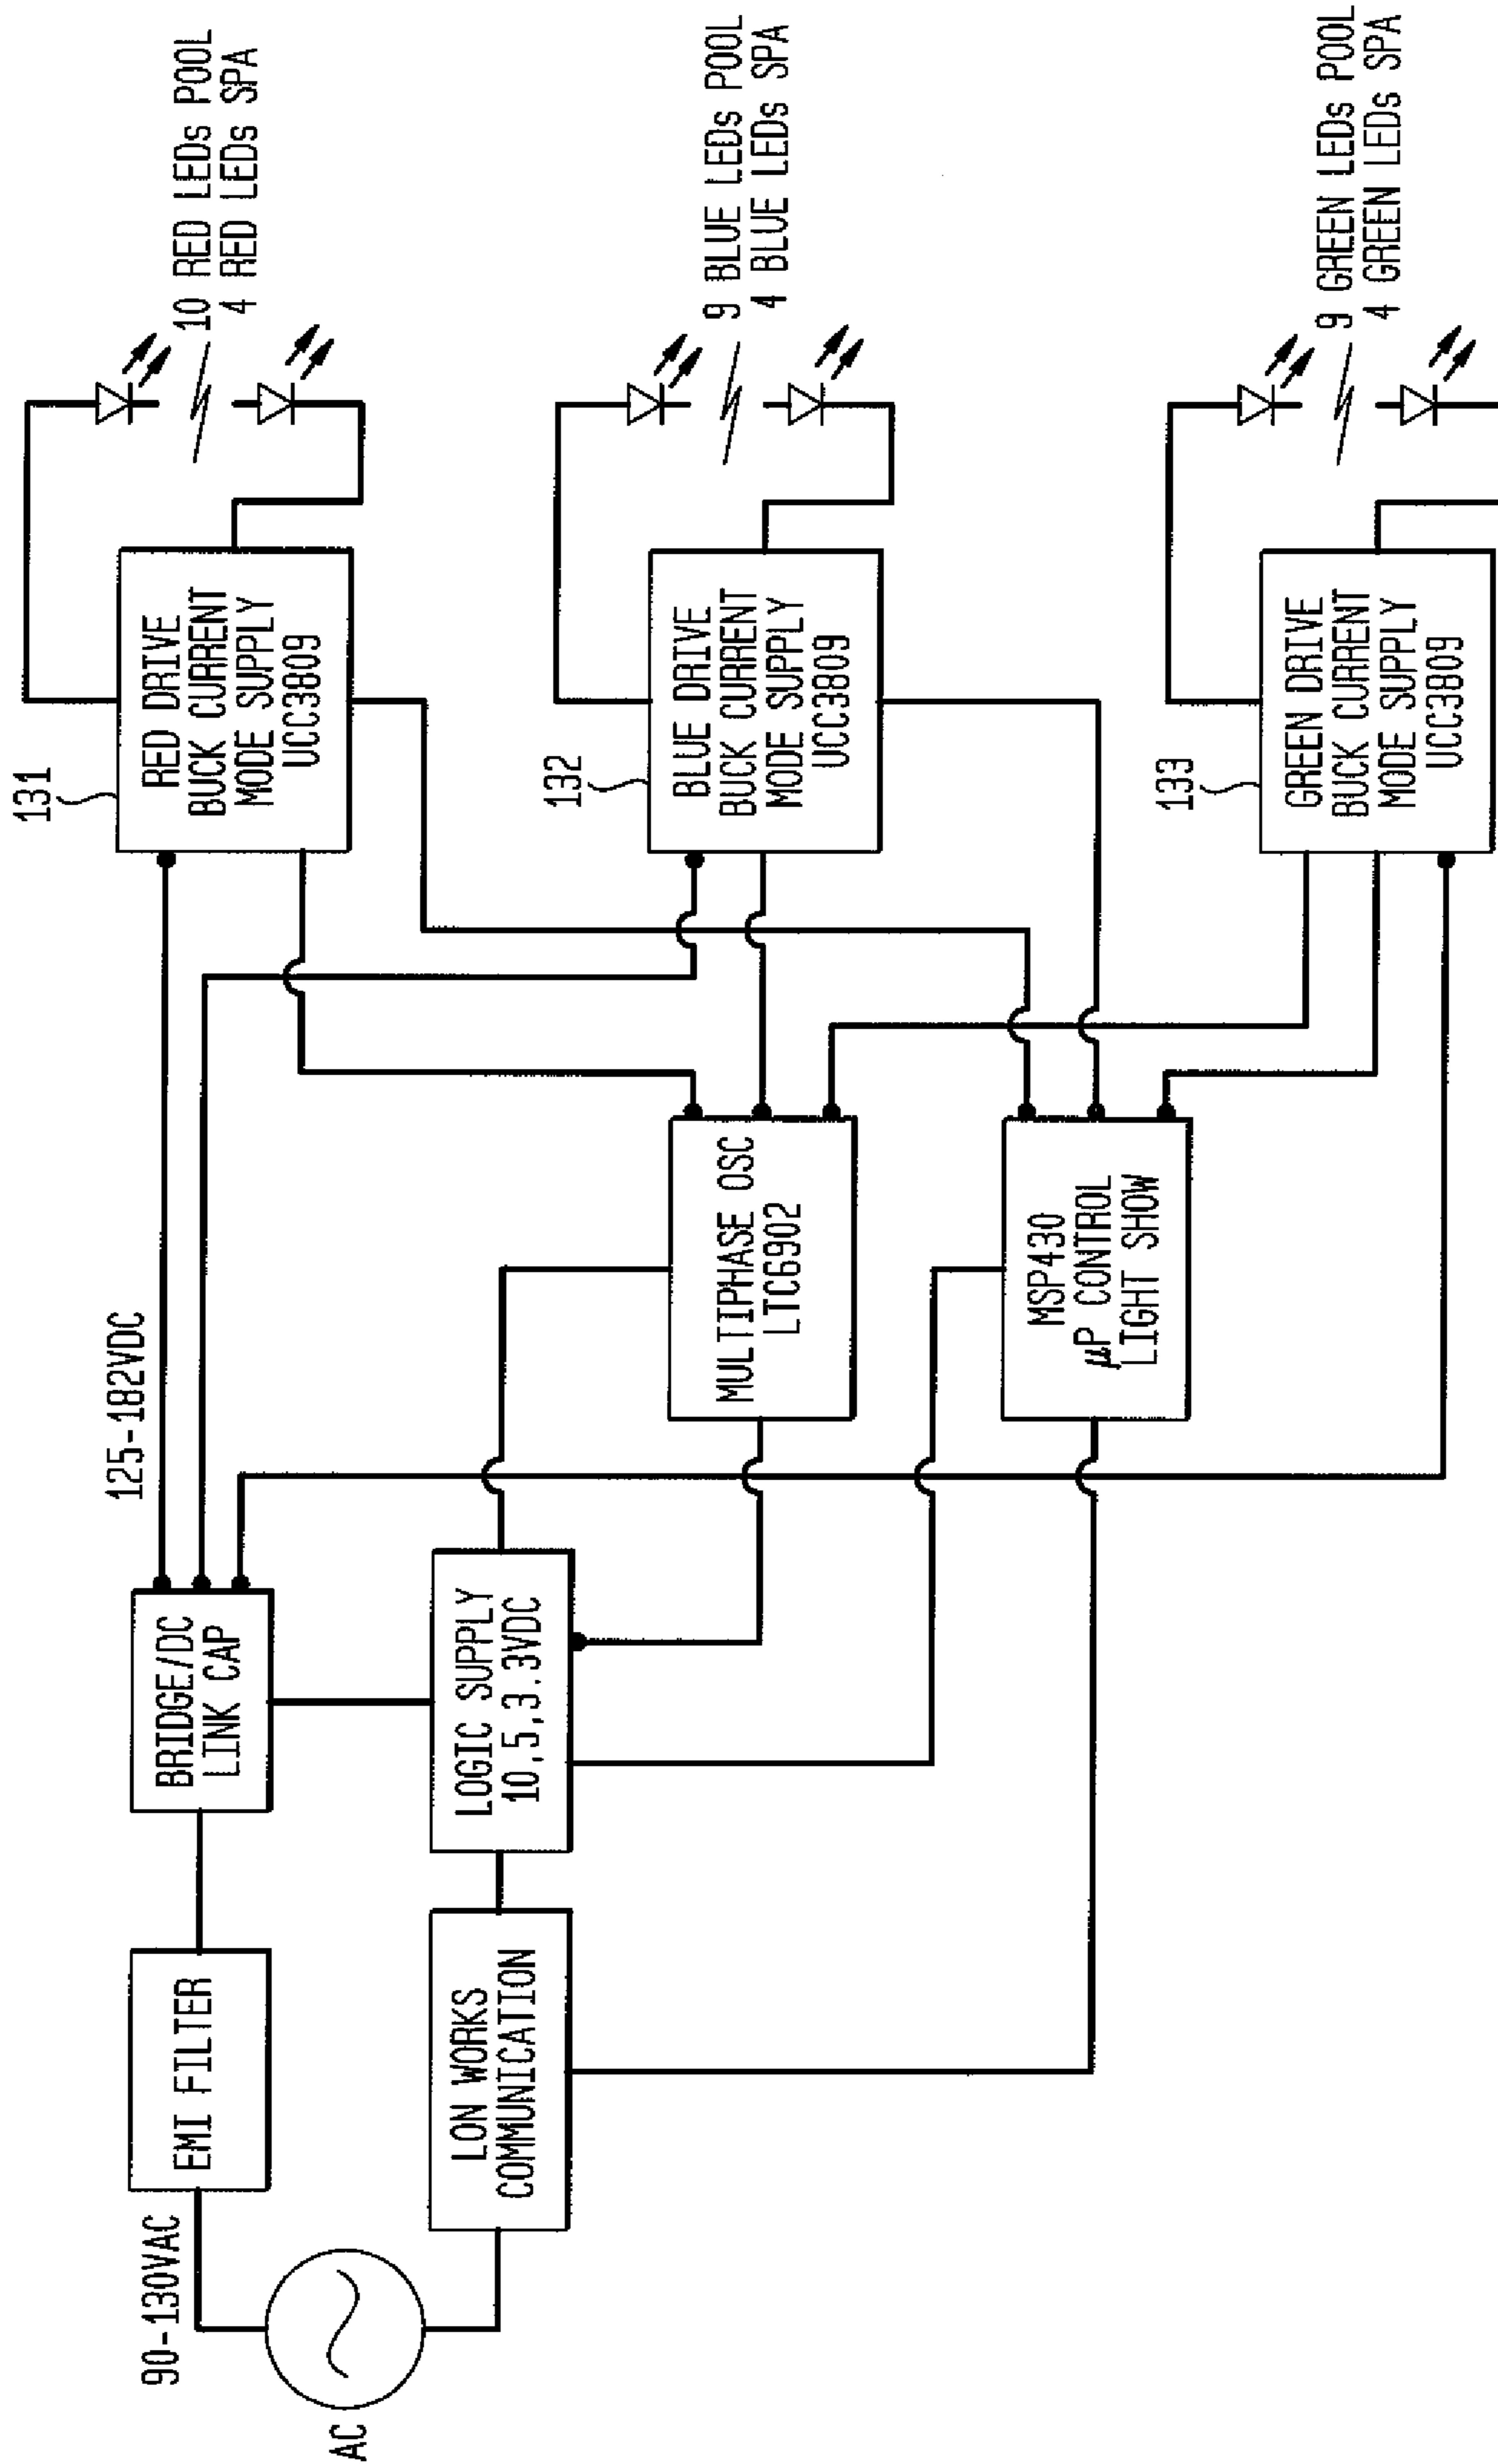 90-130VAC
AC
EMI FILTER
LON WORKS
COMMUNICATION
BRIDGE/DC
LINK CAP
LOGIC SUPPLY
10,5,3.3VDC
125-182VDC
MULTIPHASE OSC
LTC6902
MSP430
µP CONTROL
LIGHT SHOW
131
RED DRIVE
BUCK CURRENT
MODE SUPPLY
UCC3809
10 RED LEDs POOL
4 RED LEDs SPA
132
BLUE DRIVE
BUCK CURRENT
MODE SUPPLY
UCC3809
9 BLUE LEDs POOL
4 BLUE LEDs SPA
133
GREEN DRIVE
BUCK CURRENT
MODE SUPPLY
UCC3809
9 GREEN LEDs POOL
4 GREEN LEDs SPA